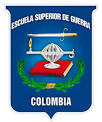 ESCUELA SUPERIOR DE GUERRA
COLOMBIA